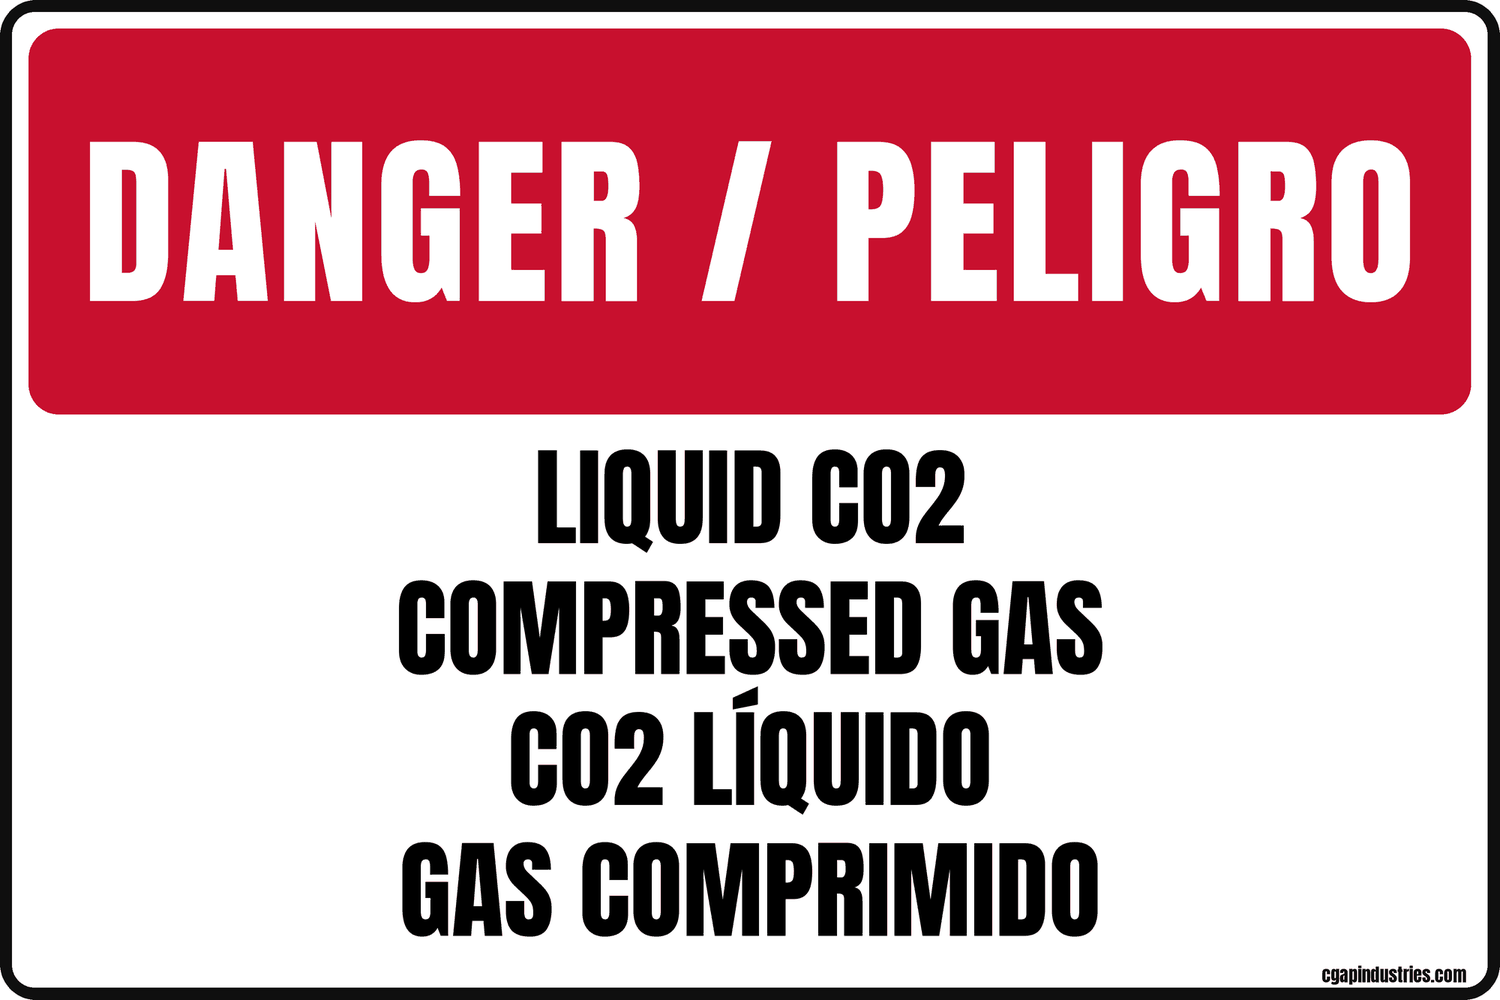 DANGER / PELIGRO
LIQUID CO2
COMPRESSED GAS
CO2 LÍQUIDO
GAS COMPRIMIDO
cgapindustries.com